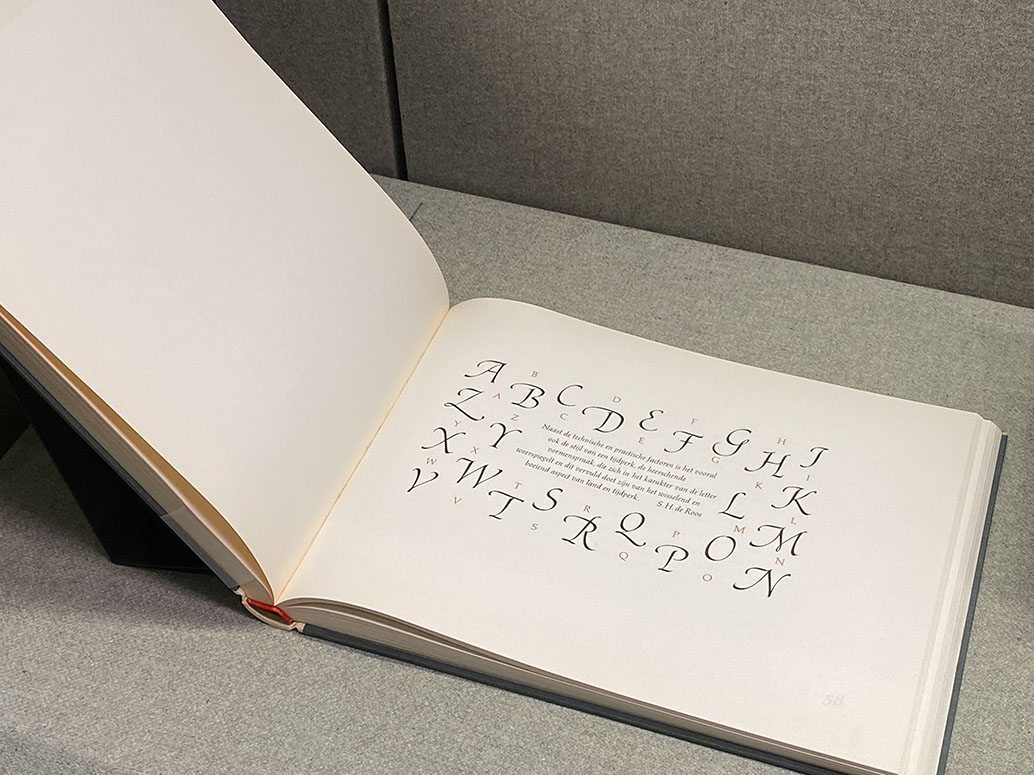 B D F H
A B C D E F G H I
A C E G I
Z Z K K
Y Y L L
X X M M
W W N N
V T S R Q P O
T R P
V S Q O
Naast de technische en practische factoren is het vooral
ook de stijl van een tijdperk, de heerschende
vormenspraak, die zich in het karakter van de letter
weerspiegelt en dit vervuld doet zijn van het wisselend en
boeiend aspect van land en tijdperk.
S.H. de Roos
58